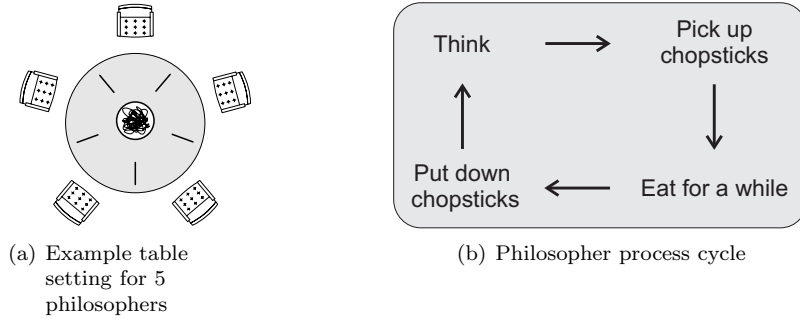 Think
Pick up
chopsticks
Put down
chopsticks
Eat for a while
(a) Example table
setting for 5
philosophers
(b) Philosopher process cycle